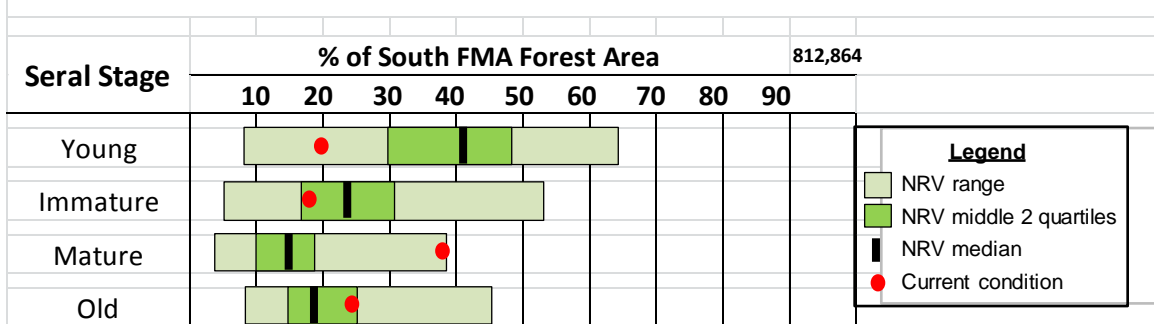 % of South FMA Forest Area 812,864
Seral Stage
10 20 30 40 50 60 70 80 90
Young
Immature
Mature
Old
Legend
NRV range
NRV middle 2 quartiles
NRV median
Current condition